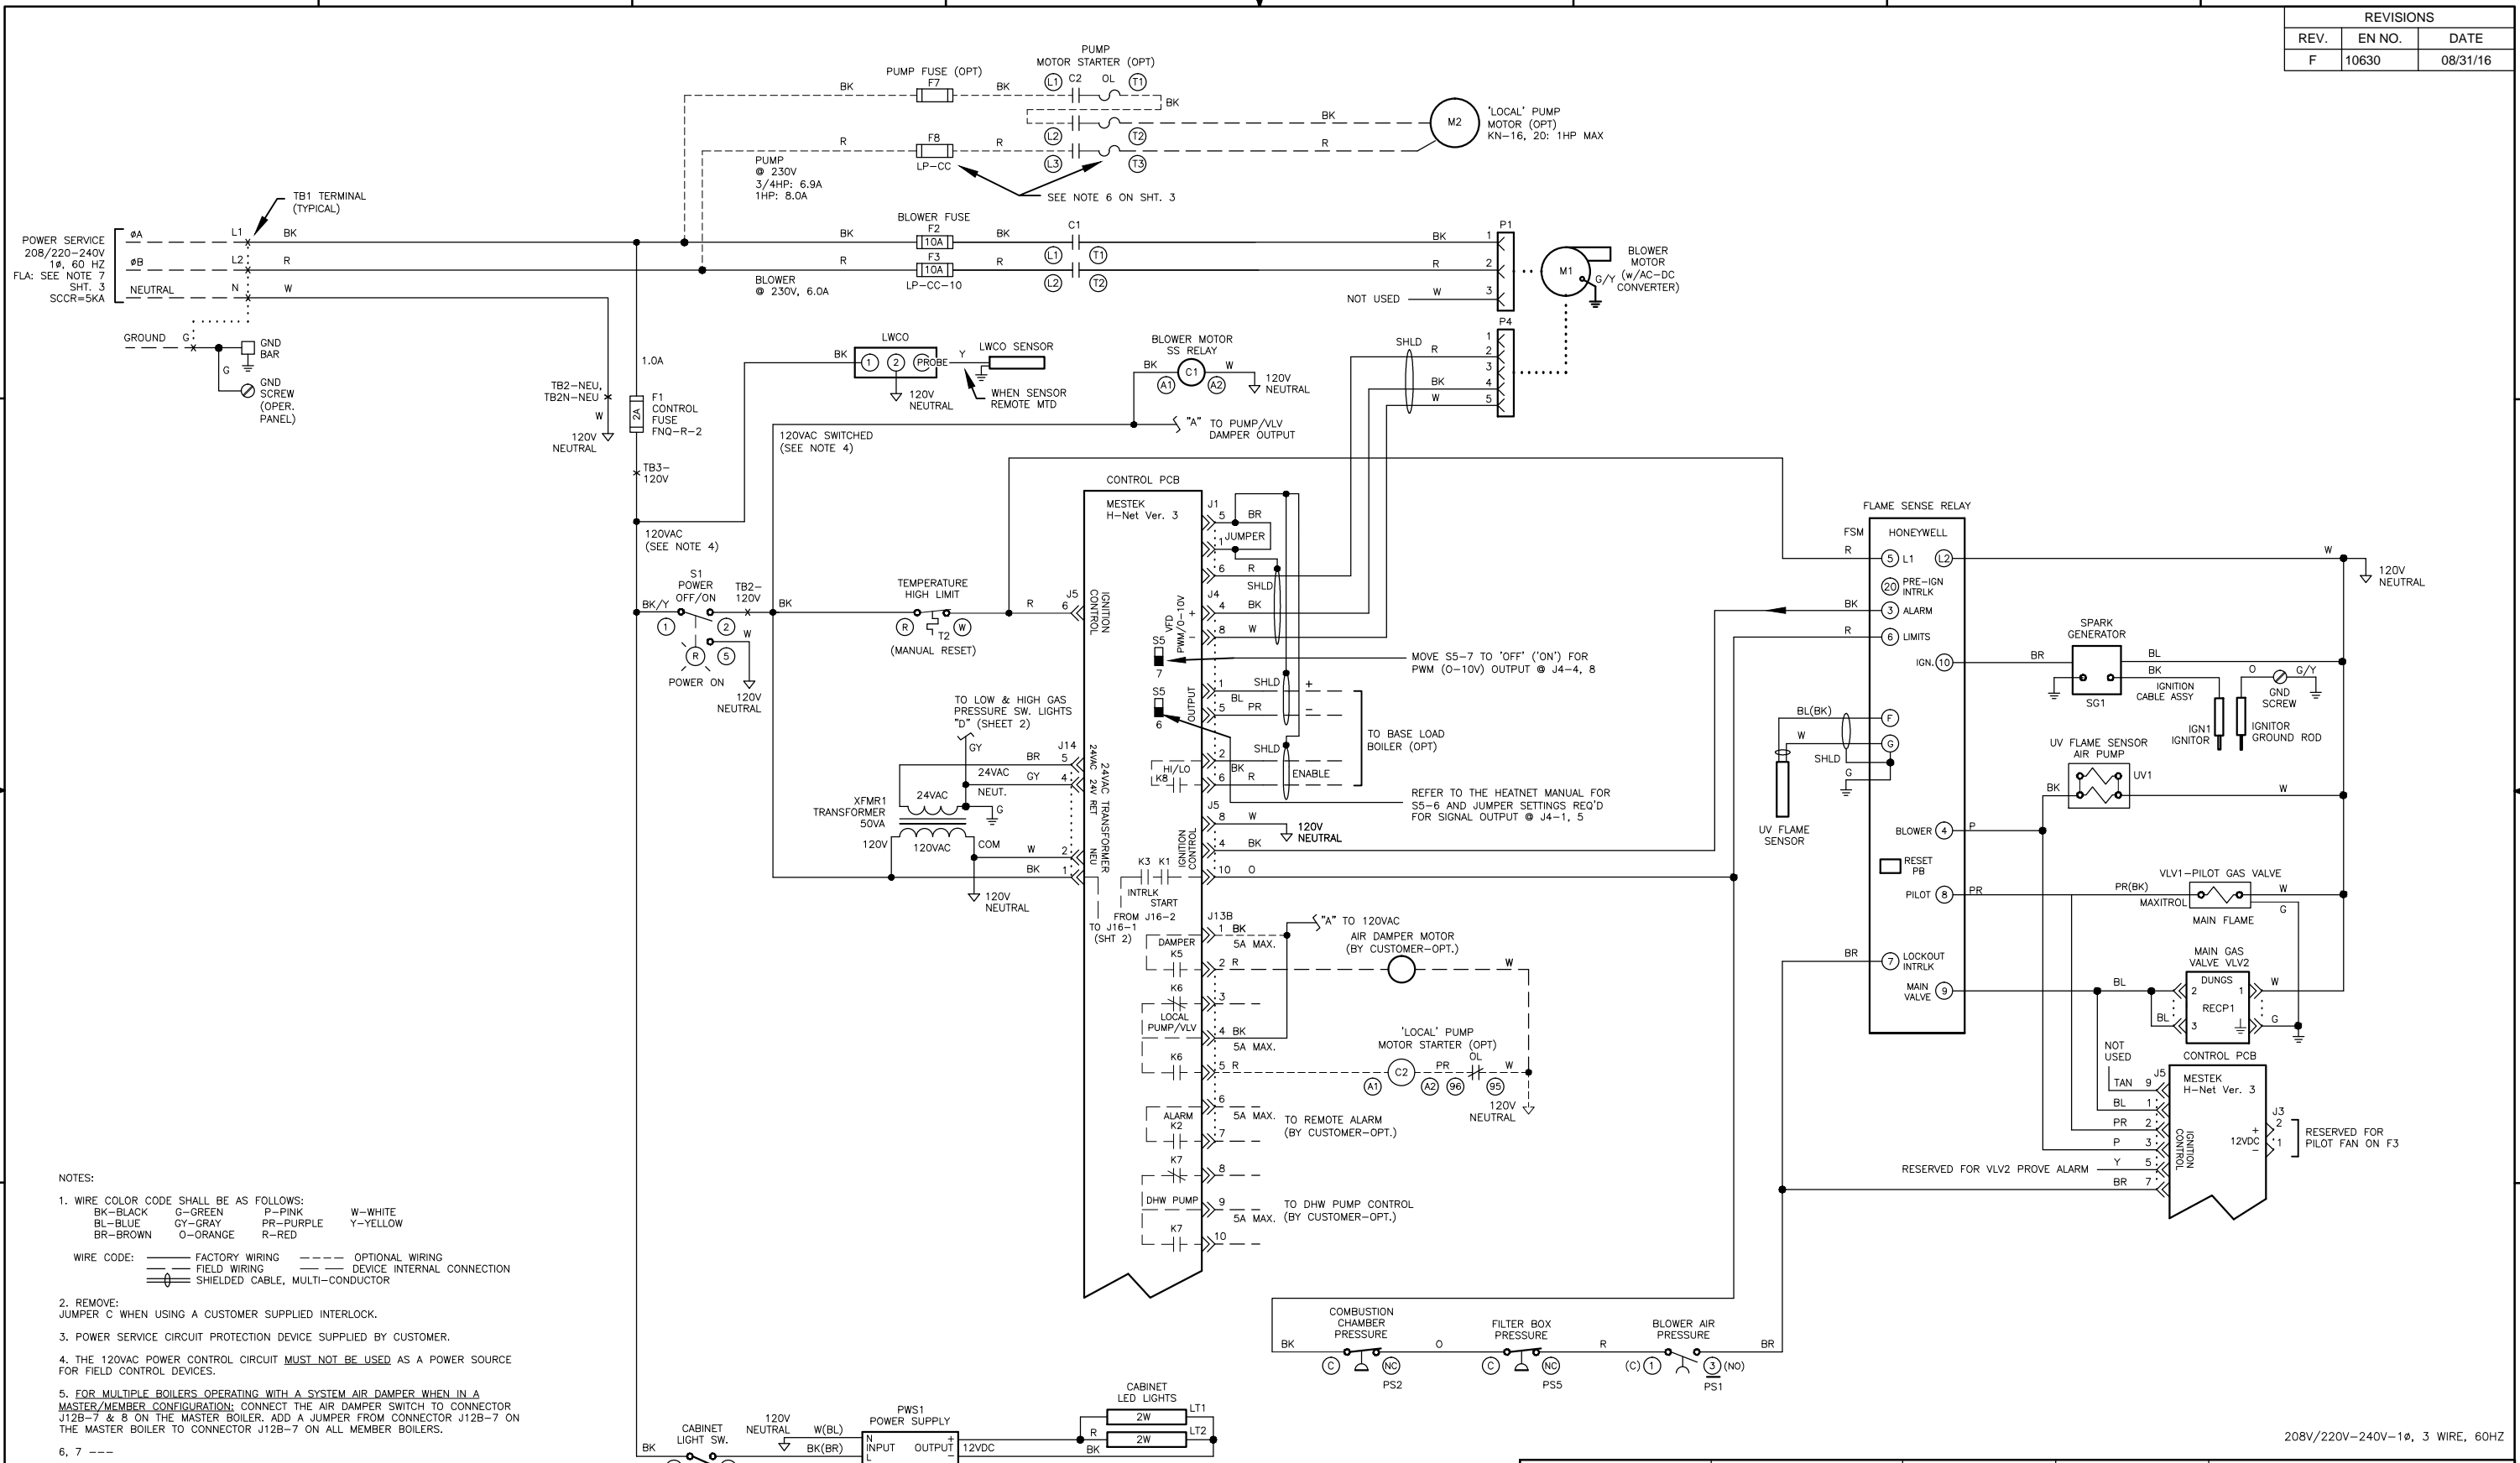 REVISIONS
REV. EN NO. DATE
F 10630 08/31/16
PUMP
MOTOR STARTER (OPT)
PUMP FUSE (OPT)
F7
BK
BK
L1 C2 OL T1
BK
L2 T2
BK
M2
'LOCAL' PUMP
MOTOR (OPT)
KN-16, 20: 1HP MAX
R
F8
LP-CC
R
L3 T3
R
PUMP
@ 230V
3/4HP: 6.9A
1HP: 8.0A
SEE NOTE 6 ON SHT. 3
TB1 TERMINAL
(TYPICAL)
POWER SERVICE
208/220-240V
1ø, 60 HZ
FLA: SEE NOTE 7
SHT. 3
SCCR=5KA
øA L1 BK
øB L2 R
NEUTRAL N W
GROUND G
GND
BAR
G
GND
SCREW
(OPER.
PANEL)
BLOWER FUSE
BK F2 BK C1
10A
L1 T1
R F3 R
10A
LP-CC-10
L2 T2
BLOWER
@ 230V, 6.0A
P1
BK 1
R 2
NOT USED W 3
M1
G/Y
BLOWER
MOTOR
(w/AC-DC
CONVERTER)
P4
1
SHLD R 2
3
BK 4
W 5
1.0A
TB2-NEU,
TB2N-NEU
W
120V
NEUTRAL
2A
F1
CONTROL
FUSE
FNQ-R-2
TB3-
120V
LWCO
BK 1 2 PROBE Y
LWCO SENSOR
120V
NEUTRAL
WHEN SENSOR
REMOTE MTD
BLOWER MOTOR
SS RELAY
BK C1 W
A1 A2
120V
NEUTRAL
"A" TO PUMP/VLV
DAMPER OUTPUT
120VAC SWITCHED
(SEE NOTE 4)
120VAC
(SEE NOTE 4)
S1
POWER
OFF/ON
TB2-
120V
BK/Y
1 2
BK
W
R 5
POWER ON
120V
NEUTRAL
TEMPERATURE
HIGH LIMIT
R T2 W
(MANUAL RESET)
R
J5
6
IGNITION
CONTROL
CONTROL PCB
MESTEK
H-Net Ver. 3
J1
5 BR
1 JUMPER
6 R
SHLD
J4
VFD
PWM/0-10V
+ 4 BK
− 8 W
S5
7
MOVE S5-7 TO 'OFF' ('ON') FOR
PWM (O-10V) OUTPUT @ J4-4, 8
S5
6
OUTPUT
1 SHLD +
BL
5 PR −
TO BASE LOAD
BOILER (OPT)
2 SHLD
HI/LO BK
K8 6 R ENABLE
REFER TO THE HEATNET MANUAL FOR
S5-6 AND JUMPER SETTINGS REQ'D
FOR SIGNAL OUTPUT @ J4-1, 5
TO LOW & HIGH GAS
PRESSURE SW. LIGHTS
"D" (SHEET 2)
GY
J14
BR 5
24VAC
GY 4
NEUT.
24VAC 24V RET
24VAC TRANSFORMER
NEU
XFMR1
TRANSFORMER
50VA
24VAC
G
120V 120VAC COM
W 2
BK 1
120V
NEUTRAL
J5
8 W
120V
NEUTRAL
IGNITION
CONTROL
4 BK
K3 K1
10 O
INTRLK
START
FROM J16-2
TO J16-1
(SHT 2)
J13B
1 BK
5A MAX.
"A" TO 120VAC
DAMPER
K5
2 R
AIR DAMPER MOTOR
(BY CUSTOMER-OPT.)
W
K6
3
LOCAL
PUMP/VLV
4 BK
5A MAX.
K6
5 R
'LOCAL' PUMP
MOTOR STARTER (OPT)
C2 PR OL W
A1 A2 96 95
120V
NEUTRAL
6
ALARM
K2
5A MAX.
7
TO REMOTE ALARM
(BY CUSTOMER-OPT.)
K7
8
DHW PUMP
9
5A MAX.
K7
10
TO DHW PUMP CONTROL
(BY CUSTOMER-OPT.)
FLAME SENSE RELAY
FSM HONEYWELL
R 5 L1 L2 W
120V
NEUTRAL
20 PRE-IGN
INTRLK
BK 3 ALARM
R 6 LIMITS
IGN. 10 BR
SPARK
GENERATOR
SG1
BL
BK
IGNITION
CABLE ASSY
O G/Y
GND
SCREW
IGN1
IGNITOR
IGNITOR
GROUND ROD
BL(BK) F
W G
SHLD
G
UV FLAME
SENSOR
UV FLAME SENSOR
AIR PUMP
UV1
BK W
BLOWER 4 P
RESET
PB
PILOT 8 PR
VLV1-PILOT GAS VALVE
PR(BK) W
MAXITROL
G
MAIN FLAME
BR 7 LOCKOUT
INTRLK
MAIN
VALVE 9
BL
MAIN GAS
VALVE VLV2
DUNGS
2 1 W
RECP1
BL 3 G
CONTROL PCB
MESTEK
H-Net Ver. 3
NOT
USED
J5
TAN 9
BL 1
PR 2
P 3
RESERVED FOR VLV2 PROVE ALARM Y 5
BR 7
IGNITION
CONTROL
J3
+ 2
12VDC
− 1
RESERVED FOR
PILOT FAN ON F3
COMBUSTION
CHAMBER
PRESSURE
BK
C NC
PS2
O
FILTER BOX
PRESSURE
C NC
PS5
R
BLOWER AIR
PRESSURE
BR
(C) 1 3 (NO)
PS1
NOTES:
1. WIRE COLOR CODE SHALL BE AS FOLLOWS:
BK-BLACK G-GREEN P-PINK W-WHITE
BL-BLUE GY-GRAY PR-PURPLE Y-YELLOW
BR-BROWN O-ORANGE R-RED
WIRE CODE: FACTORY WIRING OPTIONAL WIRING
FIELD WIRING DEVICE INTERNAL CONNECTION
SHIELDED CABLE, MULTI-CONDUCTOR
2. REMOVE:
JUMPER C WHEN USING A CUSTOMER SUPPLIED INTERLOCK.
3. POWER SERVICE CIRCUIT PROTECTION DEVICE SUPPLIED BY CUSTOMER.
4. THE 120VAC POWER CONTROL CIRCUIT MUST NOT BE USED AS A POWER SOURCE
FOR FIELD CONTROL DEVICES.
5. FOR MULTIPLE BOILERS OPERATING WITH A SYSTEM AIR DAMPER WHEN IN A
MASTER/MEMBER CONFIGURATION: CONNECT THE AIR DAMPER SWITCH TO CONNECTOR
J12B-7 & 8 ON THE MASTER BOILER. ADD A JUMPER FROM CONNECTOR J12B-7 ON
THE MASTER BOILER TO CONNECTOR J12B-7 ON ALL MEMBER BOILERS.
6, 7 ---
BK
CABINET
LIGHT SW.
120V
NEUTRAL
W(BL)
BK(BR)
PWS1
POWER SUPPLY
N +
INPUT OUTPUT 12VDC
L −
CABINET
LED LIGHTS
2W LT1
R 2W LT2
BK
208V/220V-240V-1ø, 3 WIRE, 60HZ